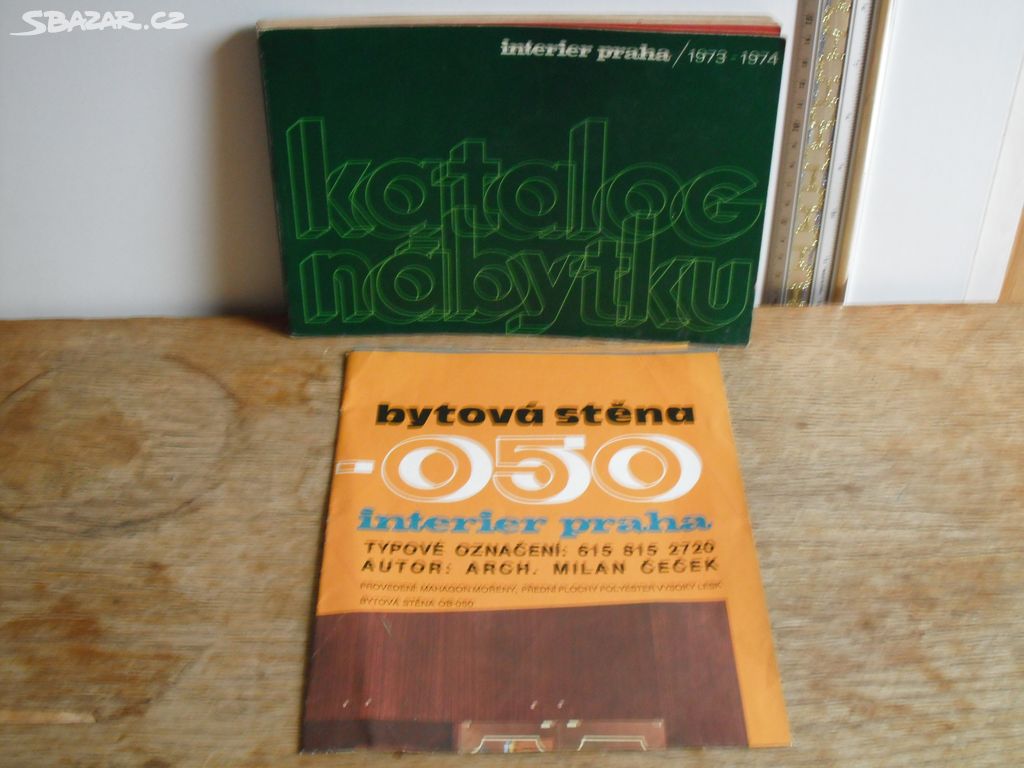 SBAZAR.CZ
interier praha / 1973 - 1974
katalog
nábytku
bytová stěna
-050
interier praha
TYPOVÉ OZNAČENÍ: 615 815 2720
AUTOR: ARCH. MILAN ČEČEK
PROVEDENÍ: MAHAGON MOŘENÝ, PŘEDNÍ PLOCHY POLYESTER VYSOKÝ LESK
BYTOVÁ STĚNA OB-050